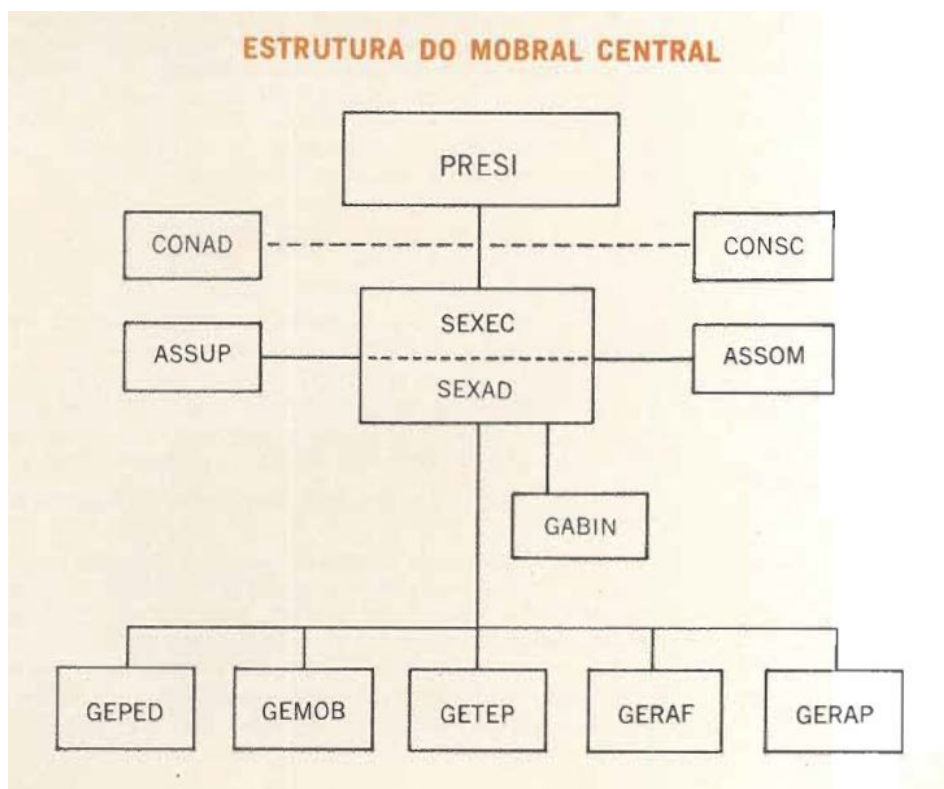 ESTRUTURA DO MOBRAL CENTRAL
PRESI
CONAD
CONSC
SEXEC
ASSUP
ASSOM
SEXAD
GABIN
GEPED
GEMOB
GETEP
GERAF
GERAP